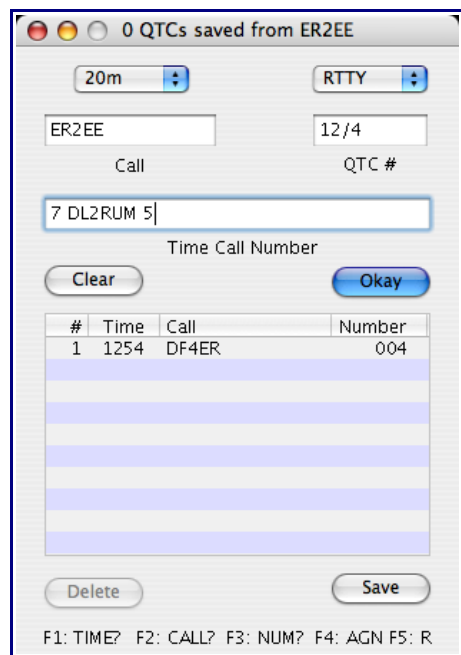 0 QTCs saved from ER2EE
20m RTTY
ER2EE 12/4
Call QTC #
7 DL2RUM 5
Time Call Number
Clear Okay
# Time Call Number
1 1254 DF4ER 004
Delete Save
F1: TIME? F2: CALL? F3: NUM? F4: AGN F5: R